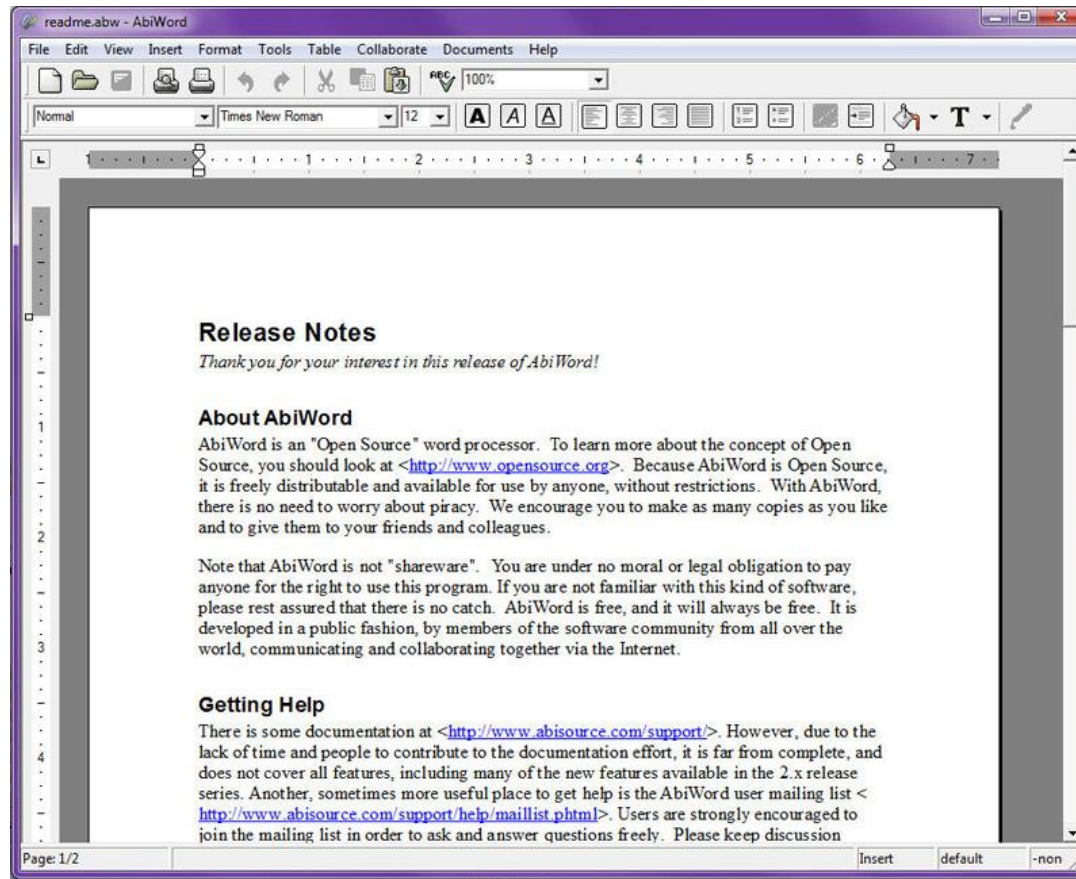 readme.abw - AbiWord
File Edit View Insert Format Tools Table Collaborate Documents Help
ABC 100%
Normal Times New Roman 12 A A A T
1 1 2 3 4 5 6 7
Release Notes
Thank you for your interest in this release of AbiWord!
About AbiWord
1
AbiWord is an "Open Source" word processor.  To learn more about the concept of Open
Source, you should look at <http://www.opensource.org>.  Because AbiWord is Open Source,
it is freely distributable and available for use by anyone, without restrictions.  With AbiWord,
there is no need to worry about piracy.  We encourage you to make as many copies as you like
and to give them to your friends and colleagues.
2
Note that AbiWord is not "shareware".  You are under no moral or legal obligation to pay
anyone for the right to use this program. If you are not familiar with this kind of software,
please rest assured that there is no catch.  AbiWord is free, and it will always be free.  It is
developed in a public fashion, by members of the software community from all over the
world, communicating and collaborating together via the Internet.
3
Getting Help
There is some documentation at <http://www.abisource.com/support/>. However, due to the
lack of time and people to contribute to the documentation effort, it is far from complete, and
4
does not cover all features, including many of the new features available in the 2.x release
series. Another, sometimes more useful place to get help is the AbiWord user mailing list <
http://www.abisource.com/support/help/maillist.phtml>. Users are strongly encouraged to
join the mailing list in order to ask and answer questions freely.  Please keep discussion
Page: 1/2 Insert default -non